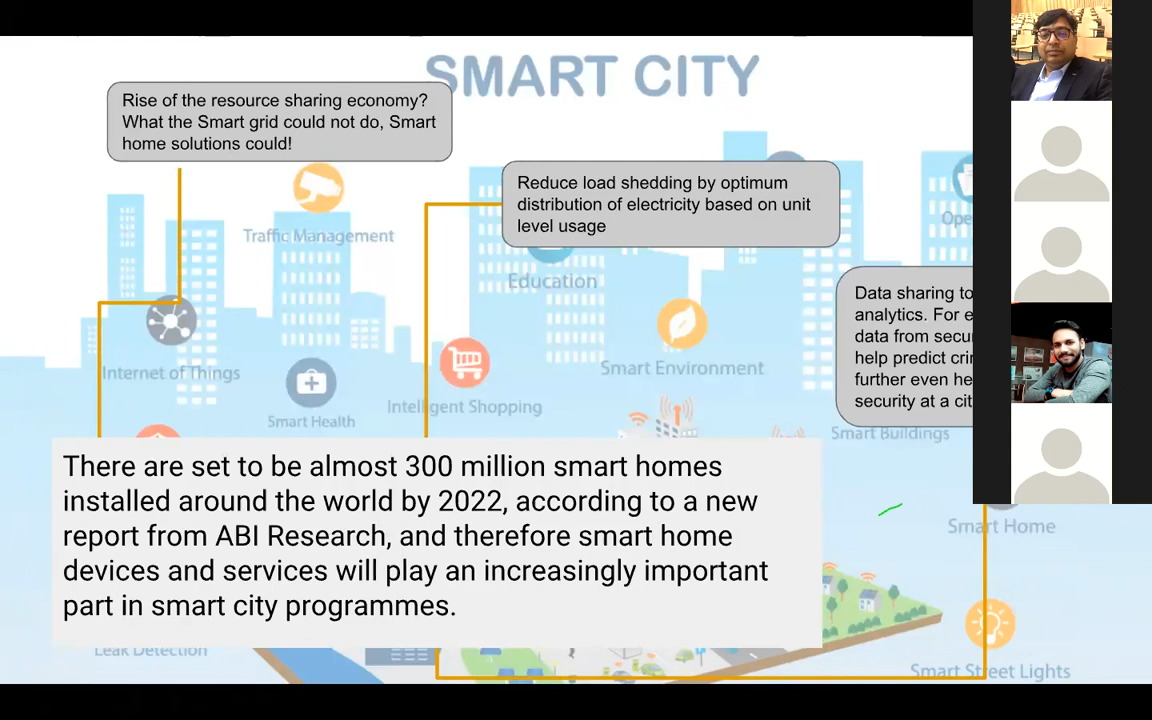 SMART CITY
Rise of the resource sharing economy?
What the Smart grid could not do, Smart
home solutions could!
Reduce load shedding by optimum
distribution of electricity based on unit
level usage
Traffic Management
Education
Data sharing to
analytics. For
data from
help predict
further even
security at a
Internet of Things
Smart Health
Intelligent Shopping
Smart Environment
Smart Buildings
There are set to be almost 300 million smart homes
installed around the world by 2022, according to a new
report from ABI Research, and therefore smart home
devices and services will play an increasingly important
part in smart city programmes.
Smart Home
Leak Detection
Smart Street Lights